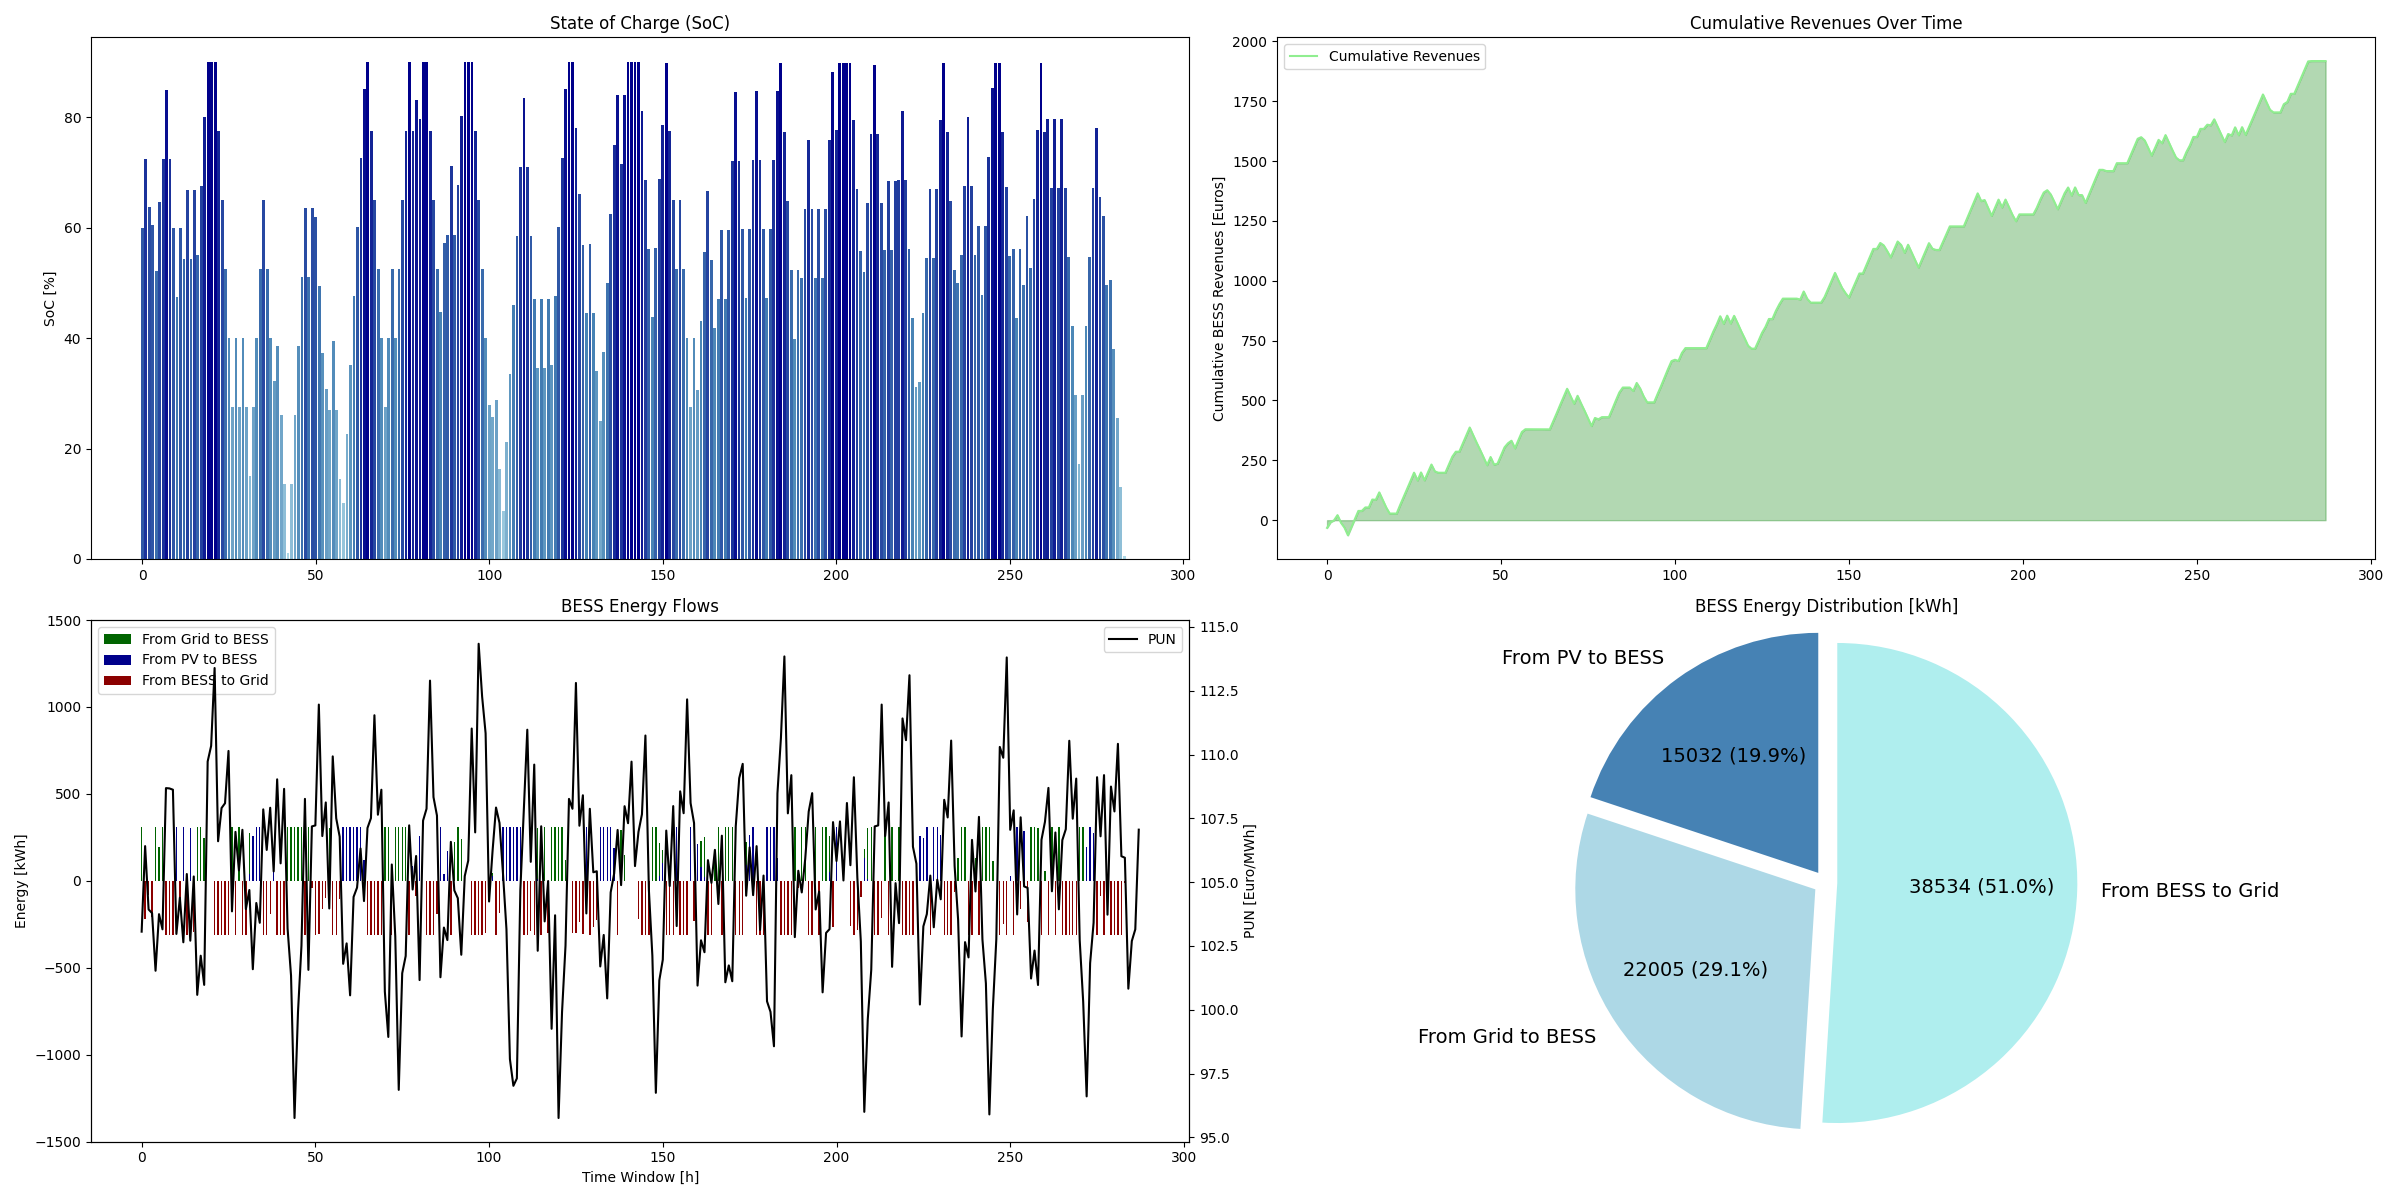 State of Charge (SoC)
SoC [%]
80
60
40
20
0
0 50 100 150 200 250 300
Cumulative Revenues Over Time
Cumulative Revenues
Cumulative BESS Revenues [Euros]
2000
1750
1500
1250
1000
750
500
250
0
0 50 100 150 200 250 300
BESS Energy Flows
From Grid to BESS
From PV to BESS
From BESS to Grid
PUN
Energy [kWh]
1500
1000
500
0
−500
−1000
−1500
0 50 100 150 200 250 300
Time Window [h]
115.0
112.5
110.0
107.5
105.0
102.5
100.0
97.5
95.0
PUN [Euro/MWh]
BESS Energy Distribution [kWh]
From PV to BESS
15032 (19.9%)
38534 (51.0%)
From BESS to Grid
22005 (29.1%)
From Grid to BESS